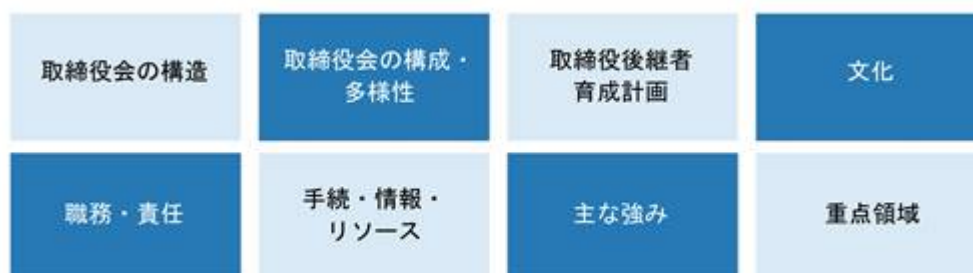 取締役会の構造
取締役会の構成・
多様性
取締役後継者
育成計画
文化
職務・責任
手続・情報・
リソース
主な強み
重点領域